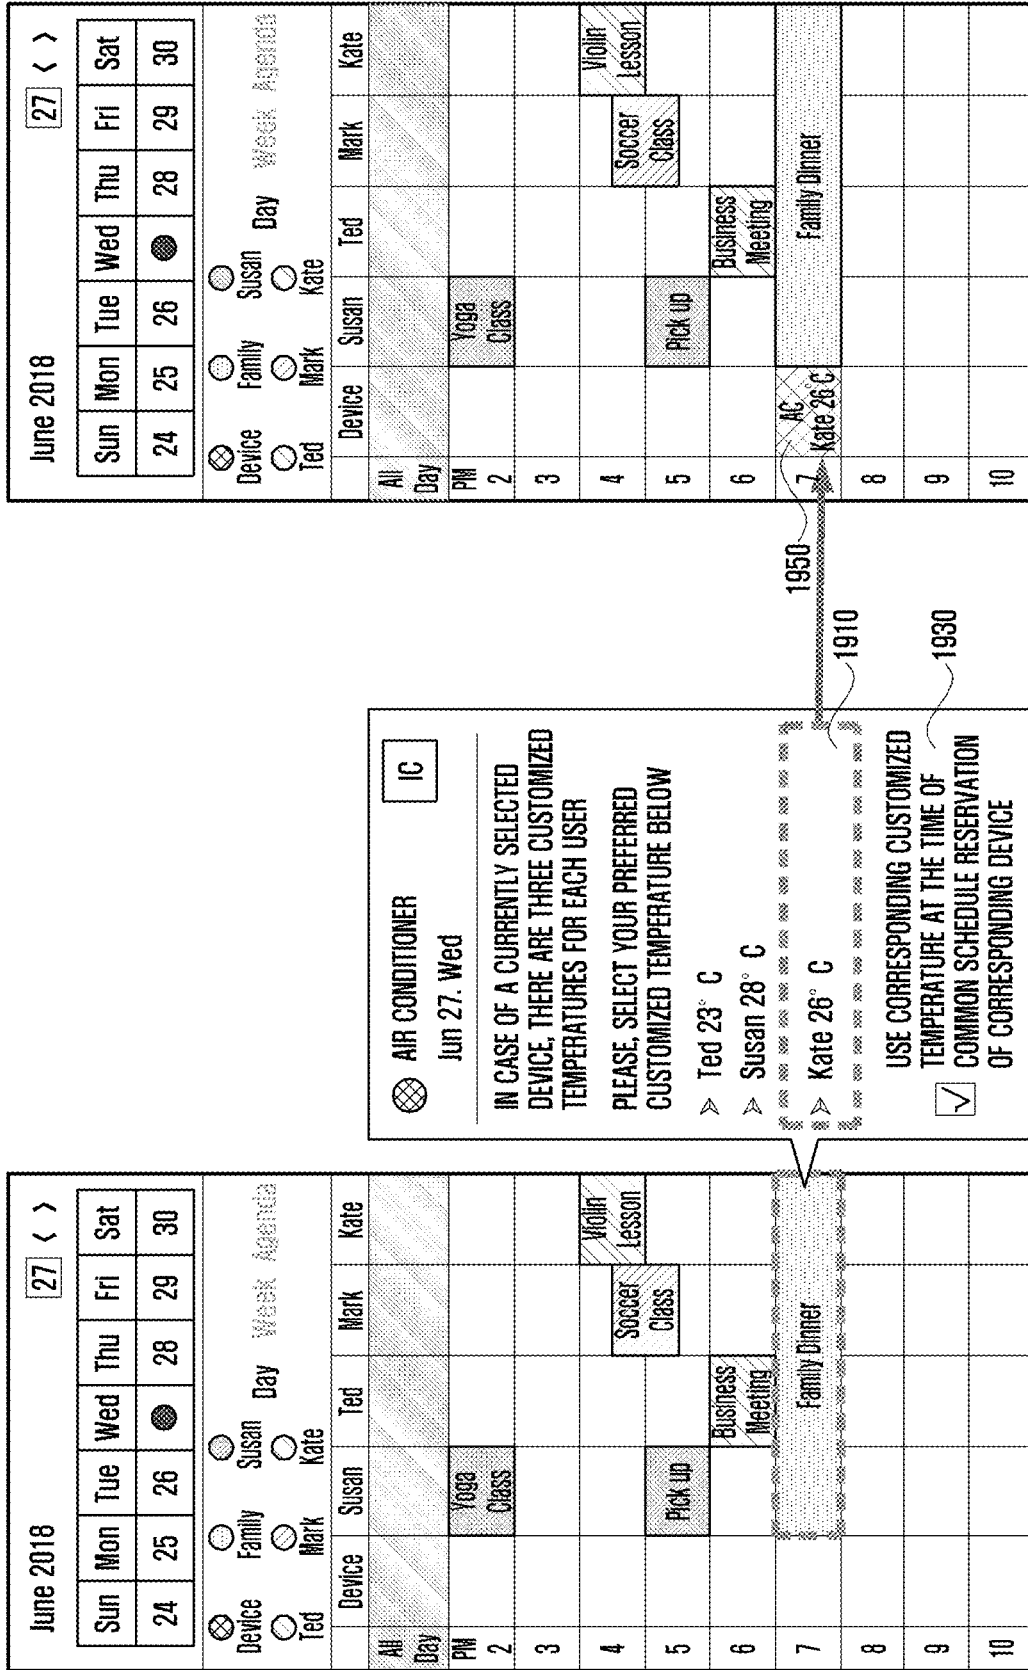 June 2018 27 < >
Sun Mon Tue Wed Thu Fri Sat
24 25 26 28 29 30
Device Family Susan
Ted Mark Kate
Day Week Agenda
Device Susan Ted Mark Kate
All
Day
PM
2
Yoga
Class
3
4
Soccer
Class
Violin
Lesson
5
Pick up
6
Business
Meeting
7
Family Dinner
8
9
10
AIR CONDITIONER
IC
Jun 27. Wed
IN CASE OF A CURRENTLY SELECTED
DEVICE, THERE ARE THREE CUSTOMIZED
TEMPERATURES FOR EACH USER
PLEASE, SELECT YOUR PREFERRED
CUSTOMIZED TEMPERATURE BELOW
Ted 23° C
Susan 28° C
Kate 26° C
USE CORRESPONDING CUSTOMIZED
TEMPERATURE AT THE TIME OF
COMMON SCHEDULE RESERVATION
OF CORRESPONDING DEVICE
1910
1930
1950
June 2018 27 < >
Sun Mon Tue Wed Thu Fri Sat
24 25 26 28 29 30
Device Family Susan
Ted Mark Kate
Day Week Agenda
Device Susan Ted Mark Kate
All
Day
PM
2
Yoga
Class
3
4
Soccer
Class
Violin
Lesson
5
Pick up
6
Business
Meeting
7
AC
Kate 26°C
Family Dinner
8
9
10